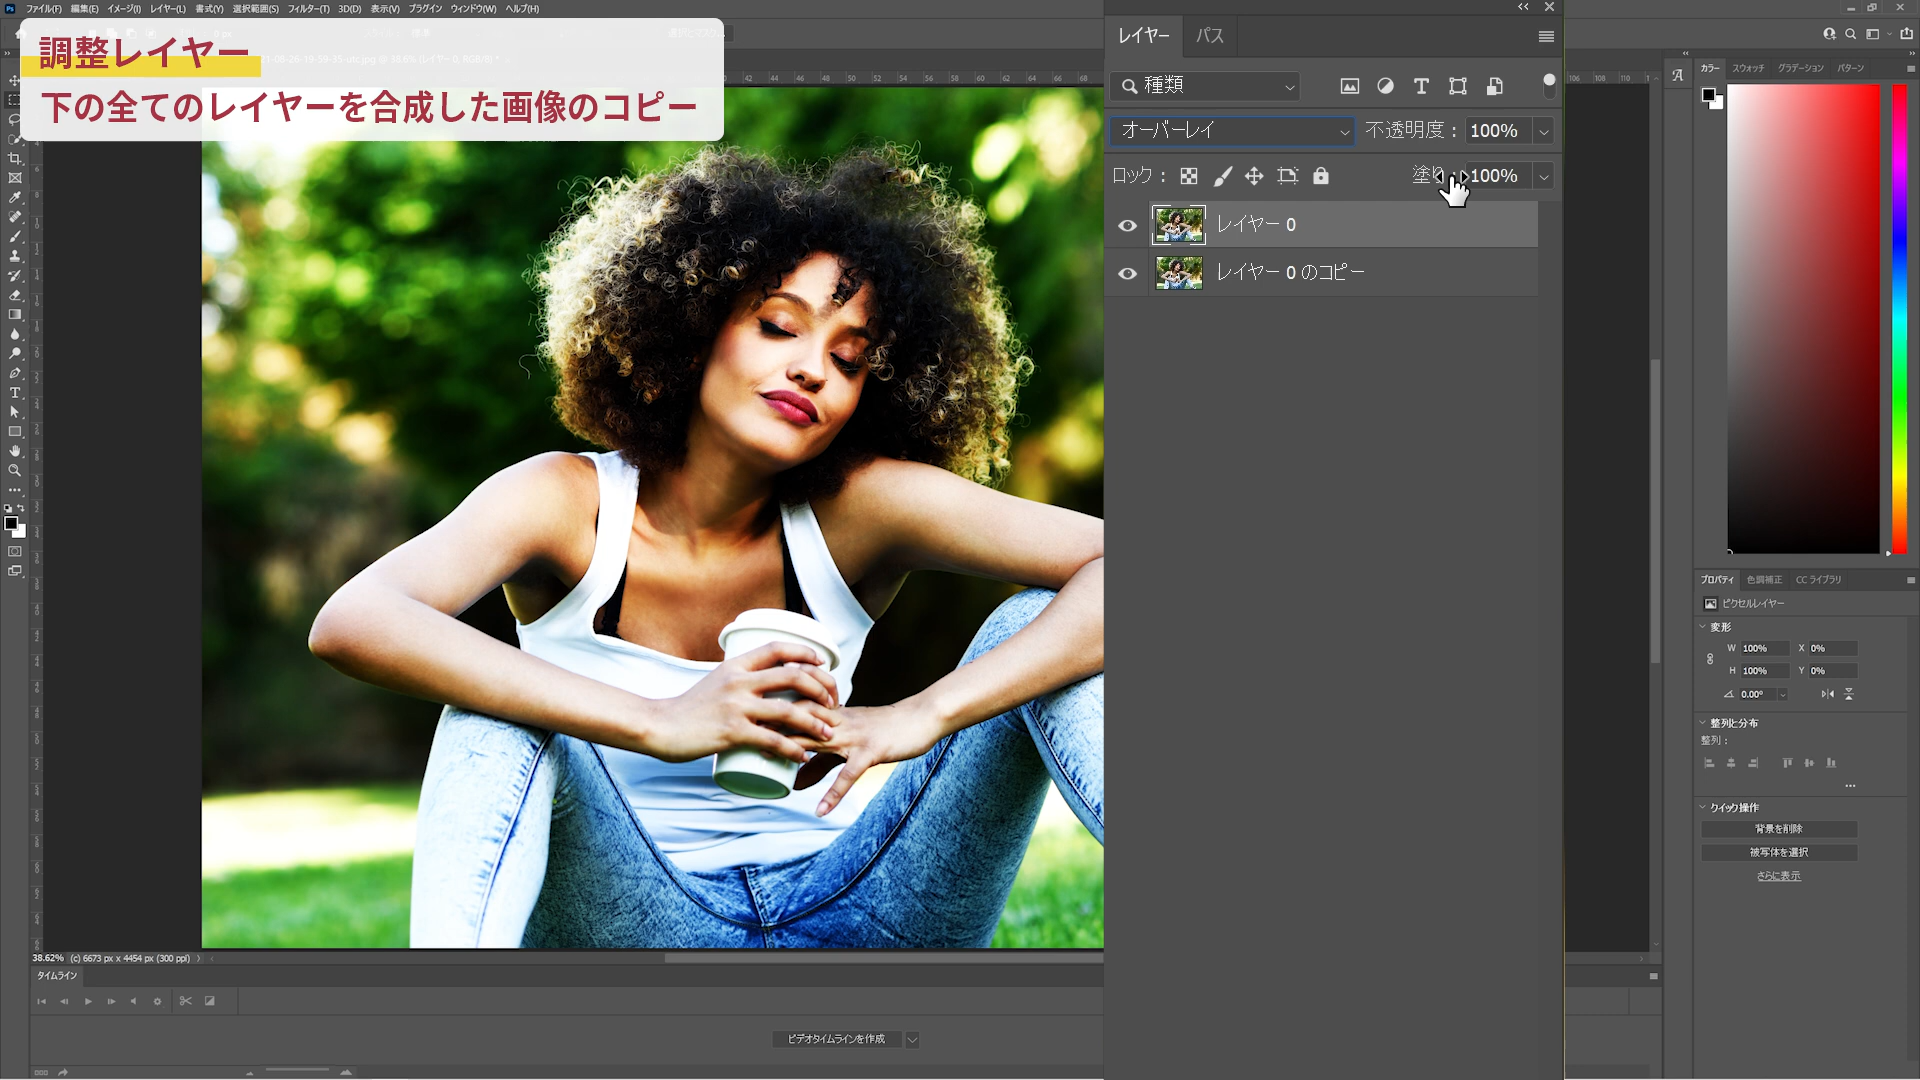 ファイル(F) 編集(E) イメージ(I) レイヤー(L) 書式(Y) 選択範囲(S) フィルター(T) 3D(D) 表示(V) プラグイン ウィンドウ(W) ヘルプ(H)
調整レイヤー
下の全てのレイヤーを合成した画像のコピー
レイヤー パス
種類
オーバーレイ 不透明度 : 100%
ロック : 塗り : 100%
レイヤー 0
レイヤー 0 のコピー
カラー スウォッチ グラデーション パターン
プロパティ 色調補正 CC ライブラリ
ピクセルレイヤー
変形
W 100% X 0%
H 100% Y 0%
0.00°
整列と分布
整列 :
クイック操作
背景を削除
被写体を選択
さらに表示
38.62% (c) 6673 px x 4454 px (300 ppi)
タイムライン
ビデオタイムラインを作成